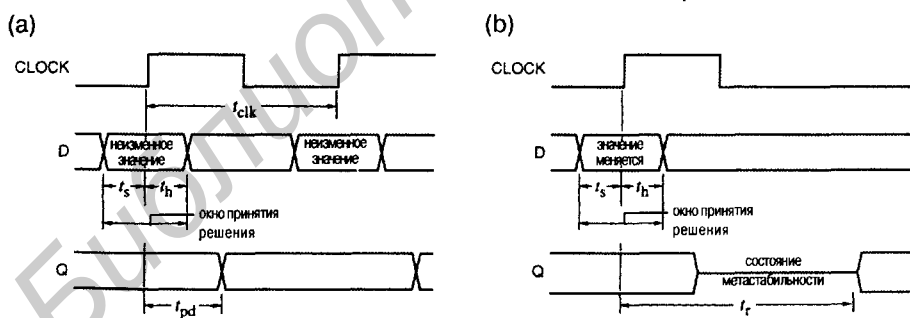 (a)
CLOCK
t_clk
D
неизменное
значение
неизменное
значение
t_s
t_h
окно принятия
решения
Q
t_pd
(b)
CLOCK
D
значение
меняется
t_s
t_h
окно принятия
решения
Q
состояние
метастабильности
t_r
Библиот